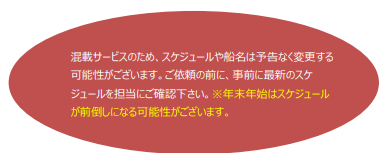 混載サービスのため、スケジュールや船名は予告なく変更する
可能性がございます。ご依頼の前に、事前に最新のスケ
ジュールを担当にご確認下さい。※年末年始はスケジュール
が前倒しになる可能性がございます。